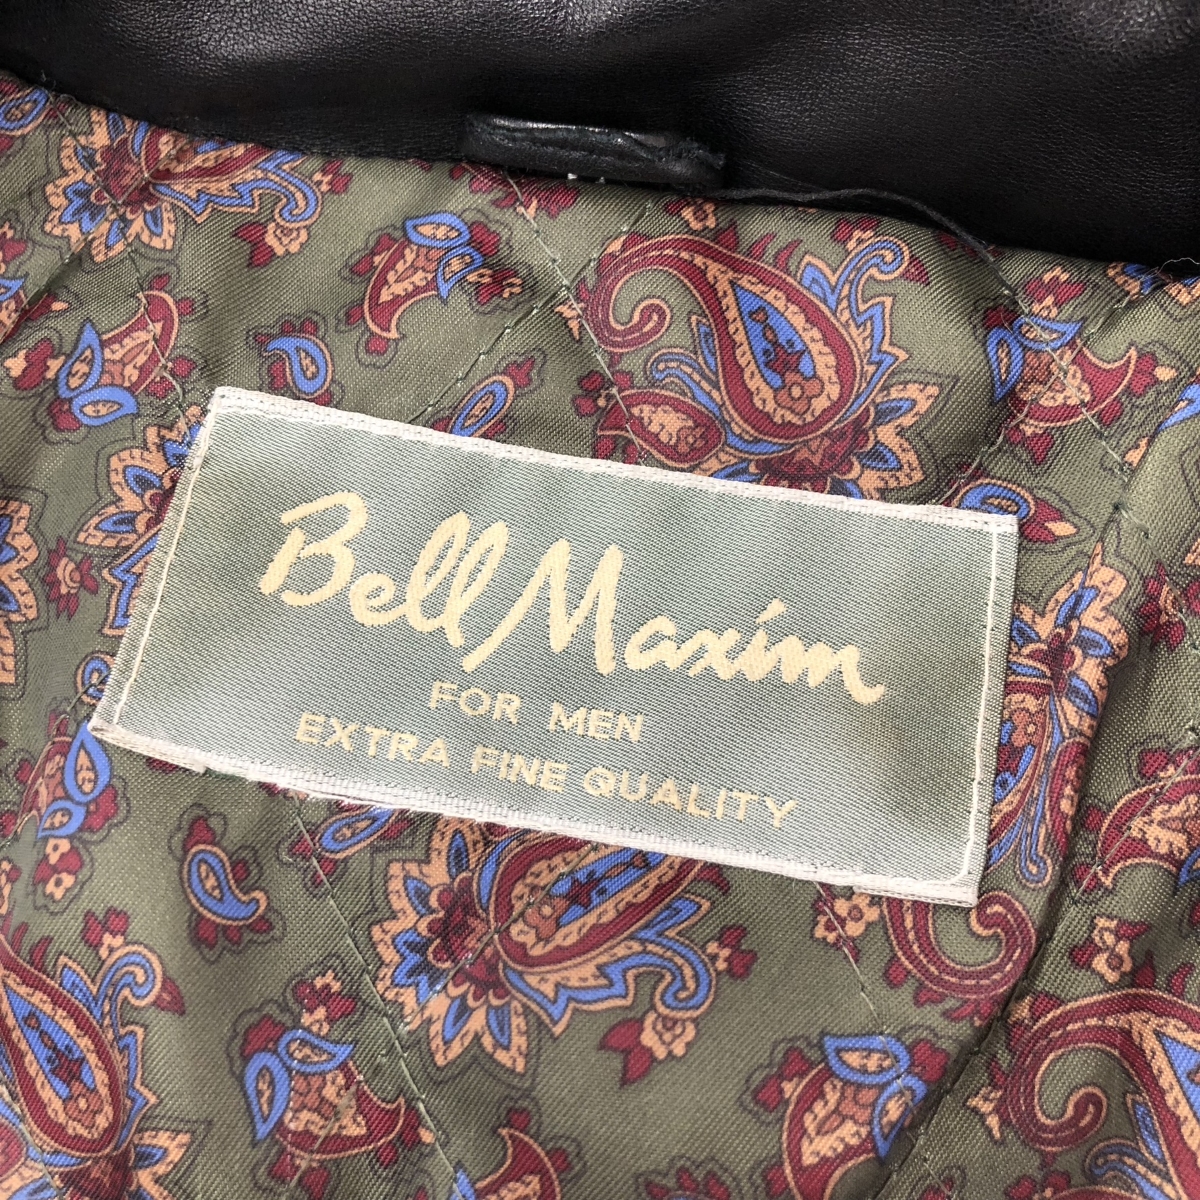 Bell Maxim
FOR MEN
EXTRA FINE QUALITY